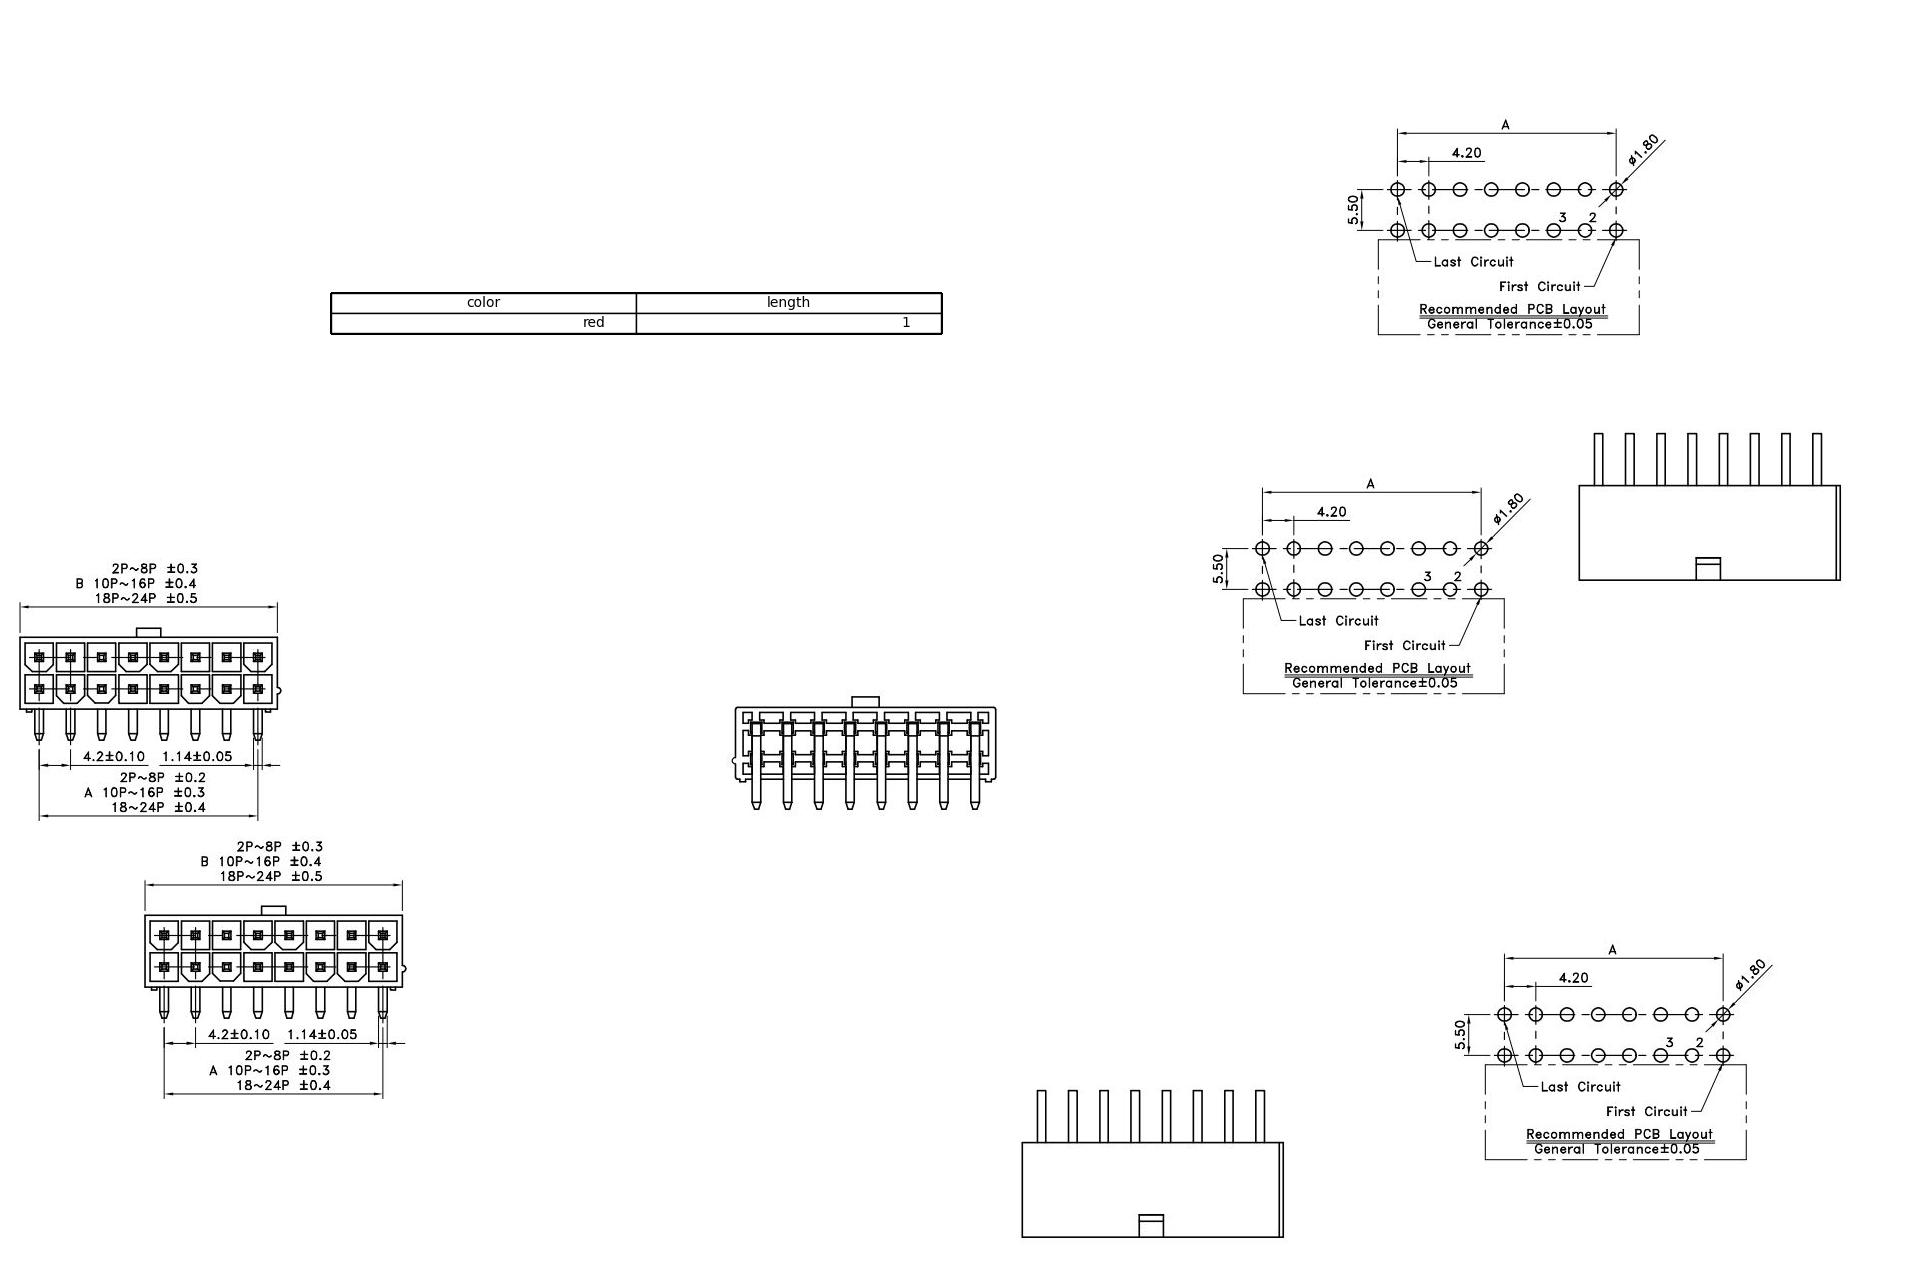 A
4.20
ø1.80
5.50
3 2
Last Circuit
First Circuit
Recommended PCB Layout
General Tolerance±0.05
color length
red 1
A
4.20
ø1.80
5.50
3 2
Last Circuit
First Circuit
Recommended PCB Layout
General Tolerance±0.05
2P~8P ±0.3
B 10P~16P ±0.4
18P~24P ±0.5
4.2±0.10 1.14±0.05
2P~8P ±0.2
A 10P~16P ±0.3
18~24P ±0.4
2P~8P ±0.3
B 10P~16P ±0.4
18P~24P ±0.5
4.2±0.10 1.14±0.05
2P~8P ±0.2
A 10P~16P ±0.3
18~24P ±0.4
A
4.20
ø1.80
5.50
3 2
Last Circuit
First Circuit
Recommended PCB Layout
General Tolerance±0.05